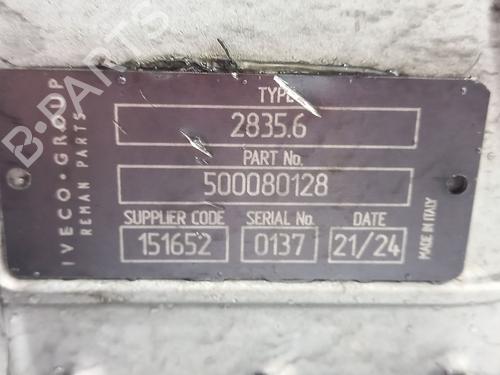 IVECO • GROUP
REMAN PARTS
TYPE
2835.6
PART No.
500080128
SUPPLIER CODE SERIAL No. DATE
151652 0137 21/24
MADE IN ITALY
B-PARTS